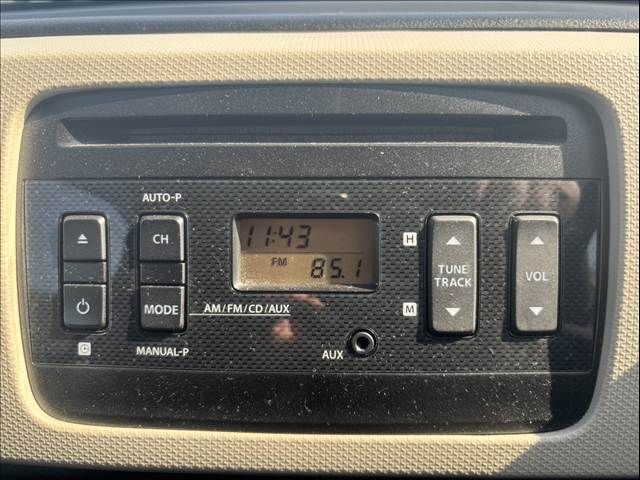 AUTO-P
CH
MODE
MANUAL-P
AM/FM/CD/AUX
11:43
FM 85.1
AUX
H
M
TUNE
TRACK
VOL